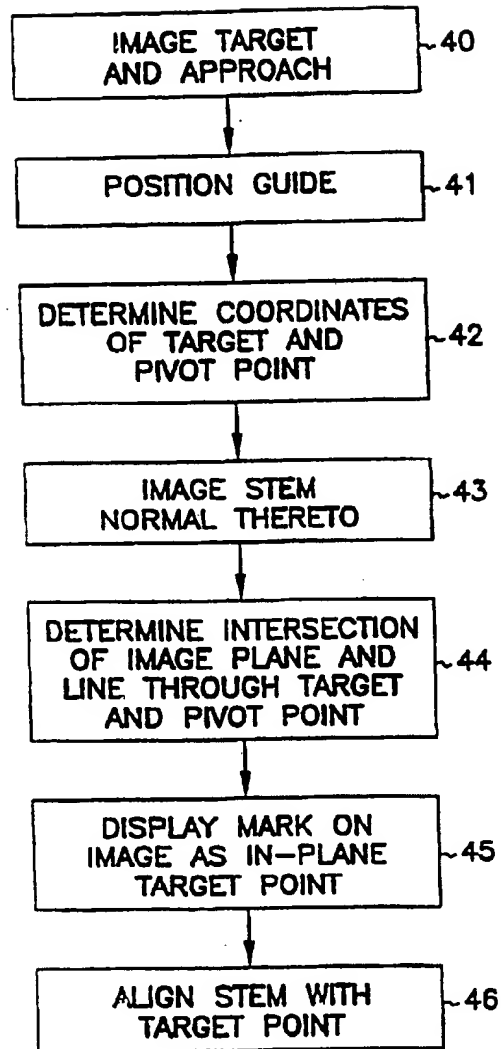 IMAGE TARGET
AND APPROACH
40
POSITION GUIDE
41
DETERMINE COORDINATES
OF TARGET AND
PIVOT POINT
42
IMAGE STEM
NORMAL THERETO
43
DETERMINE INTERSECTION
OF IMAGE PLANE AND
LINE THROUGH TARGET
AND PIVOT POINT
44
DISPLAY MARK ON
IMAGE AS IN-PLANE
TARGET POINT
45
ALIGN STEM WITH
TARGET POINT
46